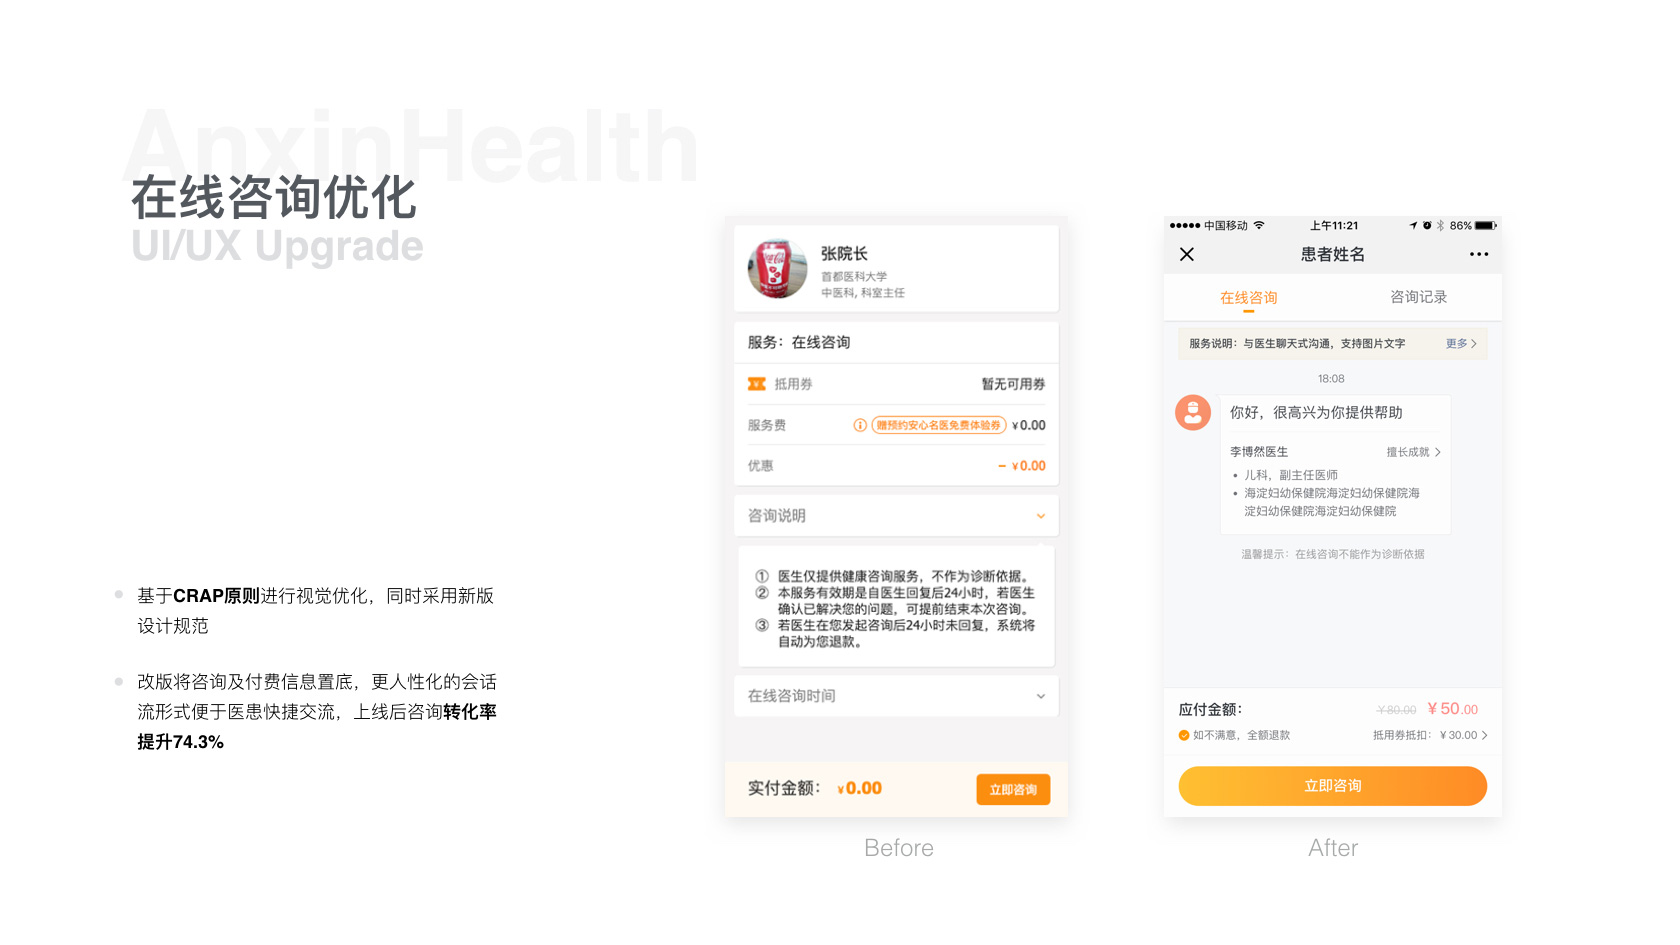 AnxinHealth
在线咨询优化
UI/UX Upgrade
基于CRAP原则进行视觉优化，同时采用新版
设计规范
改版将咨询及付费信息置底，更人性化的会话
流形式便于医患快捷交流，上线后咨询转化率
提升74.3%
张院长
首都医科大学
中医科, 科室主任
服务：在线咨询
抵用券 暂无可用券
服务费 赠预约安心名医免费体验券 ¥0.00
优惠 - ¥0.00
咨询说明
① 医生仅提供健康咨询服务，不作为诊断依据。
② 本服务有效期是自医生回复后24小时，若医生
确认已解决您的问题，可提前结束本次咨询。
③ 若医生在您发起咨询后24小时未回复，系统将
自动为您退款。
在线咨询时间
实付金额： ¥0.00 立即咨询
Before
中国移动 上午11:21 86%
患者姓名
在线咨询 咨询记录
服务说明：与医生聊天式沟通，支持图片文字 更多
18:08
你好，很高兴为你提供帮助
李博然医生 擅长成就
儿科，副主任医师
海淀妇幼保健院海淀妇幼保健院海
淀妇幼保健院海淀妇幼保健院
温馨提示：在线咨询不能作为诊断依据
应付金额： ¥80.00 ¥50.00
如不满意，全额退款 抵用券抵扣：¥30.00
立即咨询
After